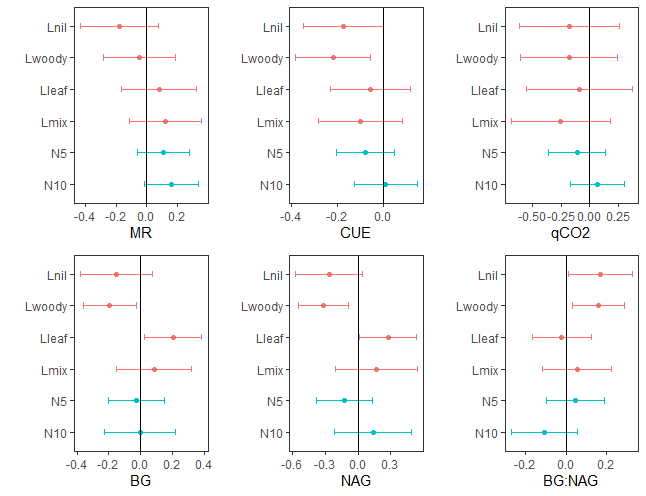 Lnil
Lwoody
Lleaf
Lmix
N5
N10
-0.4 -0.2 0.0 0.2
MR
Lnil
Lwoody
Lleaf
Lmix
N5
N10
-0.4 -0.2 0.0
CUE
Lnil
Lwoody
Lleaf
Lmix
N5
N10
-0.50 -0.25 0.00 0.25
qCO2
Lnil
Lwoody
Lleaf
Lmix
N5
N10
-0.4 -0.2 0.0 0.2 0.4
BG
Lnil
Lwoody
Lleaf
Lmix
N5
N10
-0.6 -0.3 0.0 0.3
NAG
Lnil
Lwoody
Lleaf
Lmix
N5
N10
-0.2 0.0 0.2
BG:NAG